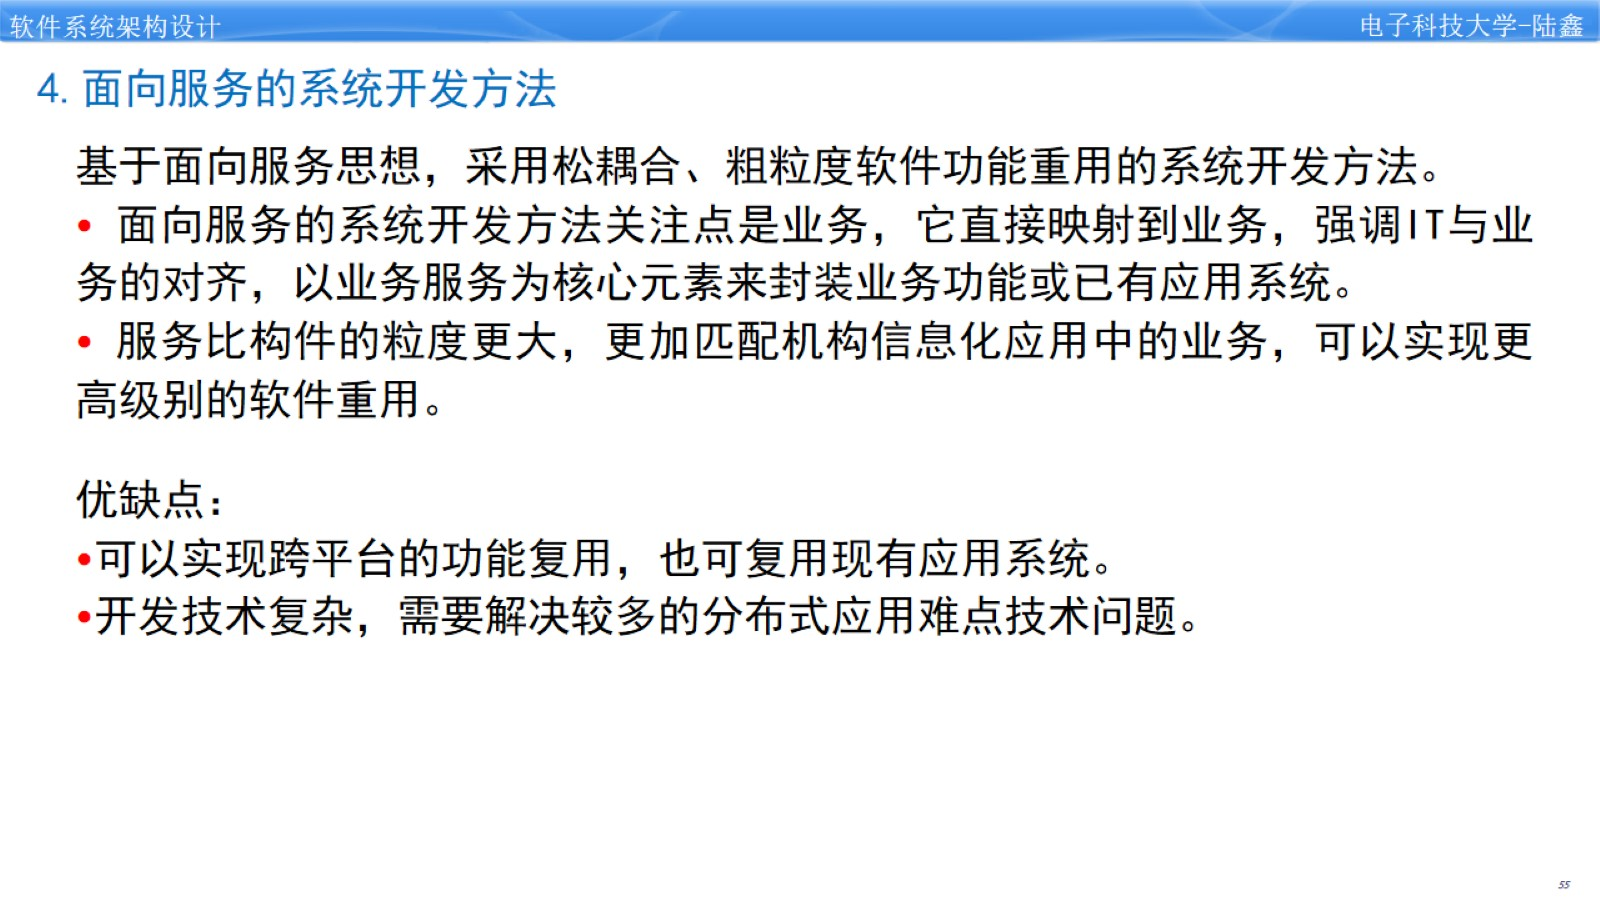 软件系统架构设计
电子科技大学-陆鑫
4. 面向服务的系统开发方法
基于面向服务思想，采用松耦合、粗粒度软件功能重用的系统开发方法。
• 面向服务的系统开发方法关注点是业务，它直接映射到业务，强调IT与业
务的对齐，以业务服务为核心元素来封装业务功能或已有应用系统。
• 服务比构件的粒度更大，更加匹配机构信息化应用中的业务，可以实现更
高级别的软件重用。
优缺点：
•可以实现跨平台的功能复用，也可复用现有应用系统。
•开发技术复杂，需要解决较多的分布式应用难点技术问题。
55